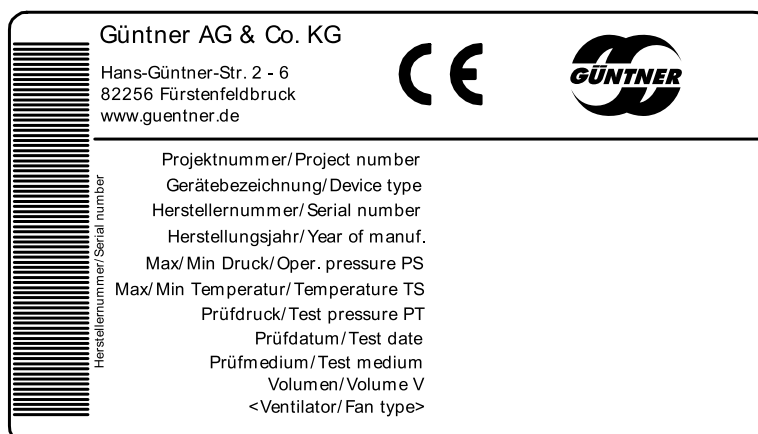 Güntner AG & Co. KG
Hans-Güntner-Str. 2 - 6
82256 Fürstenfeldbruck
www.guentner.de
CE
GÜNTNER
Herstellernummer/Serial number
Projektnummer/Project number
Gerätebezeichnung/Device type
Herstellernummer/Serial number
Herstellungsjahr/Year of manuf.
Max/Min Druck/Oper. pressure PS
Max/Min Temperatur/Temperature TS
Prüfdruck/Test pressure PT
Prüfdatum/Test date
Prüfmedium/Test medium
Volumen/Volume V
<Ventilator/Fan type>